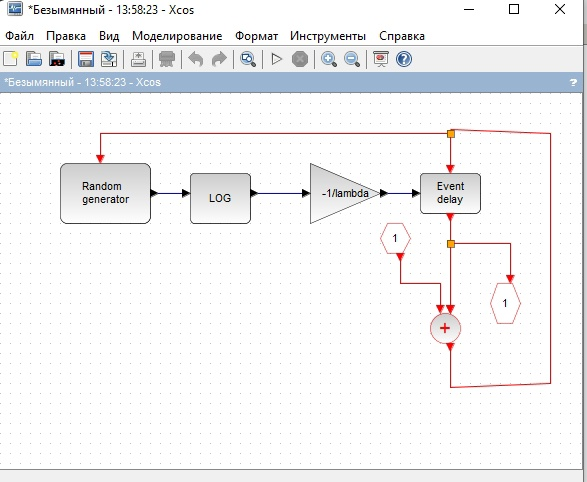 *Безымянный - 13:58:23 - Xcos
Файл Правка Вид Моделирование Формат Инструменты Справка
*Безымянный - 13:58:23 - Xcos ?
Random
generator
LOG
-1/lambda
Event
delay
1
1
+